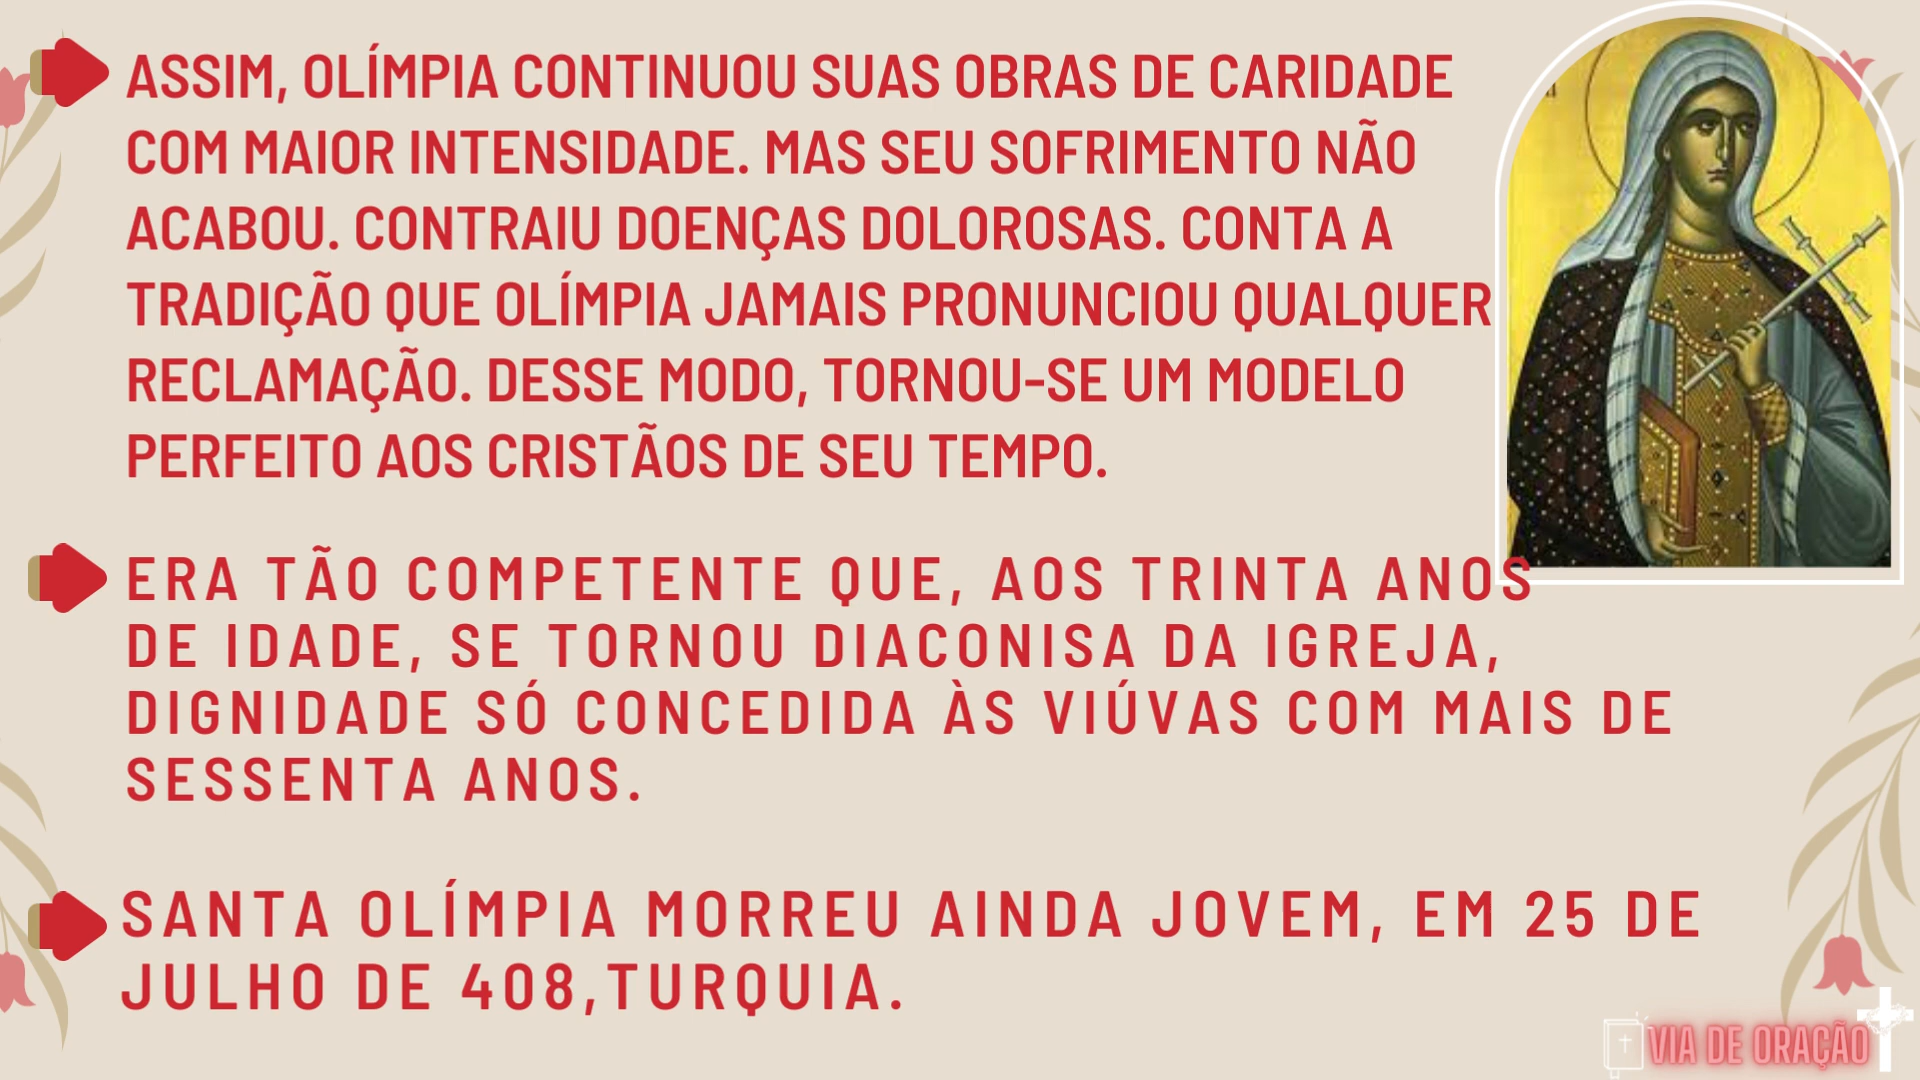 ASSIM, OLÍMPIA CONTINUOU SUAS OBRAS DE CARIDADE
COM MAIOR INTENSIDADE. MAS SEU SOFRIMENTO NÃO
ACABOU. CONTRAIU DOENÇAS DOLOROSAS. CONTA A
TRADIÇÃO QUE OLÍMPIA JAMAIS PRONUNCIOU QUALQUER
RECLAMAÇÃO. DESSE MODO, TORNOU-SE UM MODELO
PERFEITO AOS CRISTÃOS DE SEU TEMPO.
ERA TÃO COMPETENTE QUE, AOS TRINTA ANOS
DE IDADE, SE TORNOU DIACONISA DA IGREJA,
DIGNIDADE SÓ CONCEDIDA ÀS VIÚVAS COM MAIS DE
SESSENTA ANOS.
SANTA OLÍMPIA MORREU AINDA JOVEM, EM 25 DE
JULHO DE 408,TURQUIA.
VIA DE ORAÇÃO